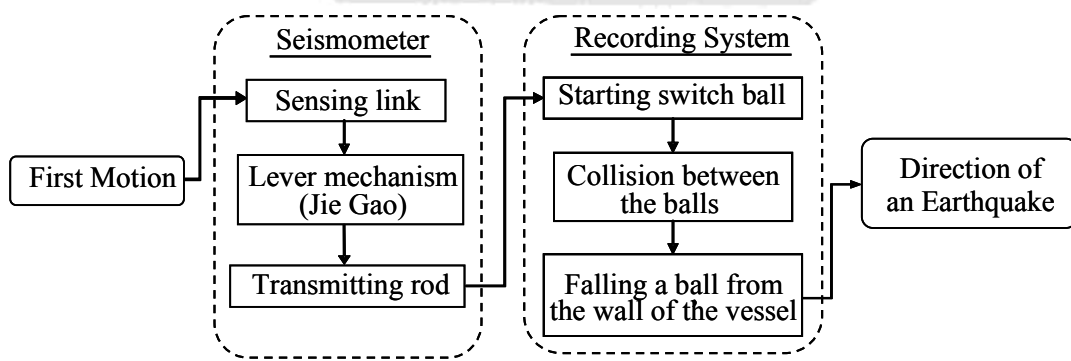 First Motion
Seismometer
Sensing link
Lever mechanism
(Jie Gao)
Transmitting rod
Recording System
Starting switch ball
Collision between
the balls
Falling a ball from
the wall of the vessel
Direction of
an Earthquake